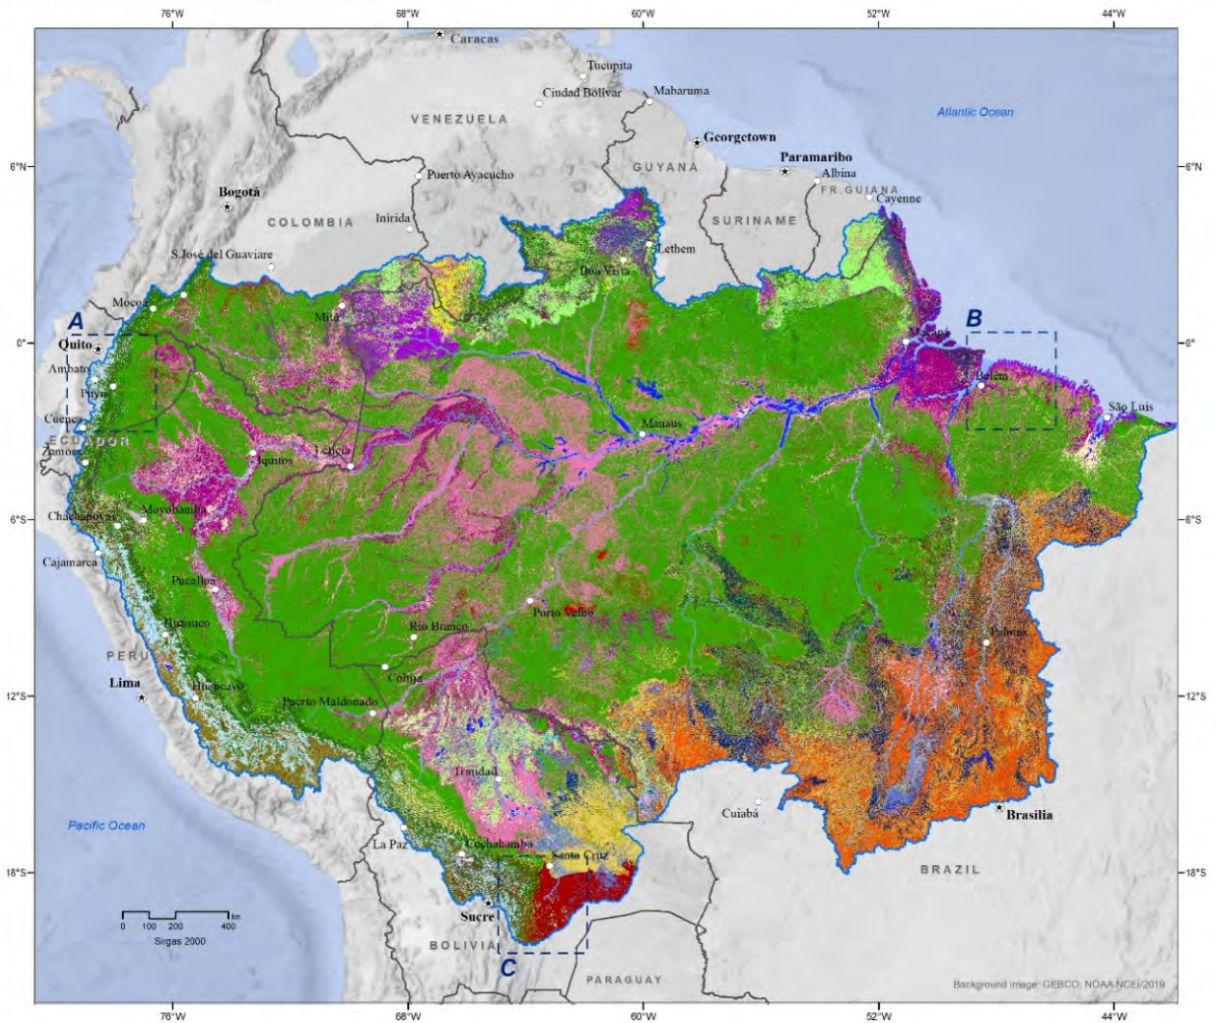 76°W 68°W 60°W 52°W 44°W
Caracas
Tucupita
Ciudad Bolívar
Mabaruma
Atlantic Ocean
VENEZUELA
Georgetown
Paramaribo
6°N
GUYANA
6°N
Puerto Ayacucho
Albina
FR.GUIANA
Bogotá
Cayenne
COLOMBIA
Inirida
SURINAME
S.José del Guaviare
Lethem
Boa Vista
Mocoa
Mitú
A
B
Quito
0°
0°
Macapá
Ambato
Puyo
Belém
Cuenca
São Luís
Manaus
ECUADOR
Zamora
Iquitos
Leticia
Chachapoyas
Moyobamba
6°S
6°S
Cajamarca
Pucallpa
Porto Velho
Huánuco
Rio Branco
Palmas
PERU
Cobija
Lima
Huancayo
Puerto Maldonado
12°S
12°S
Trinidad
Cuiabá
Brasilia
Pacific Ocean
La Paz
Cochabamba
Santa Cruz
18°S
BRAZIL
18°S
0 100 200 400 km
Sirgas 2000
Sucre
BOLIVIA
C
PARAGUAY
Background image: GEBCO; NOAA NCEI/2019
76°W 68°W 60°W 52°W 44°W